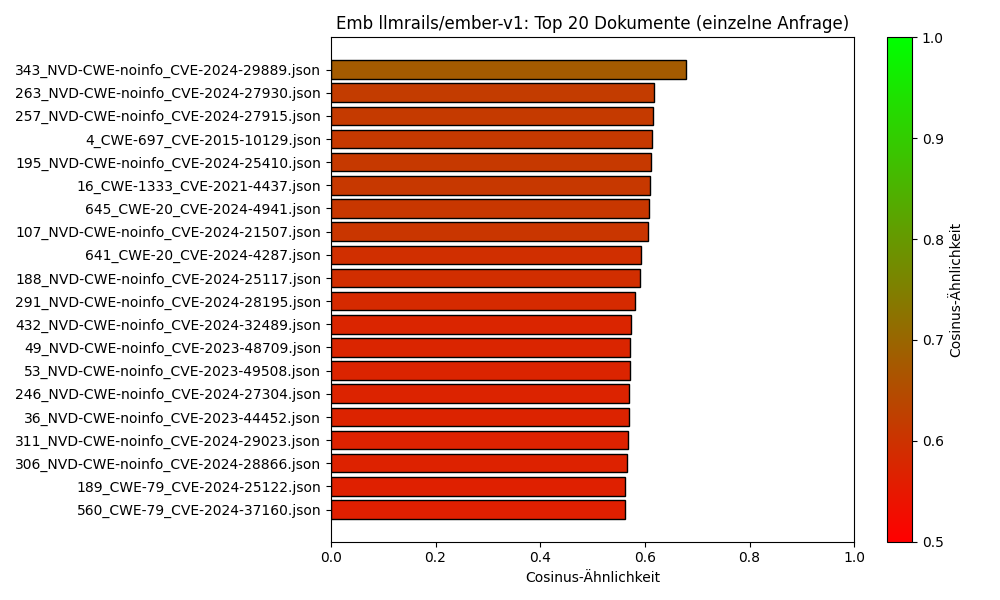 Emb llmrails/ember-v1: Top 20 Dokumente (einzelne Anfrage)
343_NVD-CWE-noinfo_CVE-2024-29889.json
263_NVD-CWE-noinfo_CVE-2024-27930.json
257_NVD-CWE-noinfo_CVE-2024-27915.json
4_CWE-697_CVE-2015-10129.json
195_NVD-CWE-noinfo_CVE-2024-25410.json
16_CWE-1333_CVE-2021-4437.json
645_CWE-20_CVE-2024-4941.json
107_NVD-CWE-noinfo_CVE-2024-21507.json
641_CWE-20_CVE-2024-4287.json
188_NVD-CWE-noinfo_CVE-2024-25117.json
291_NVD-CWE-noinfo_CVE-2024-28195.json
432_NVD-CWE-noinfo_CVE-2024-32489.json
49_NVD-CWE-noinfo_CVE-2023-48709.json
53_NVD-CWE-noinfo_CVE-2023-49508.json
246_NVD-CWE-noinfo_CVE-2024-27304.json
36_NVD-CWE-noinfo_CVE-2023-44452.json
311_NVD-CWE-noinfo_CVE-2024-29023.json
306_NVD-CWE-noinfo_CVE-2024-28866.json
189_CWE-79_CVE-2024-25122.json
560_CWE-79_CVE-2024-37160.json
0.0 0.2 0.4 0.6 0.8 1.0
Cosinus-Ähnlichkeit
1.0
0.9
0.8
0.7
0.6
0.5
Cosinus-Ähnlichkeit